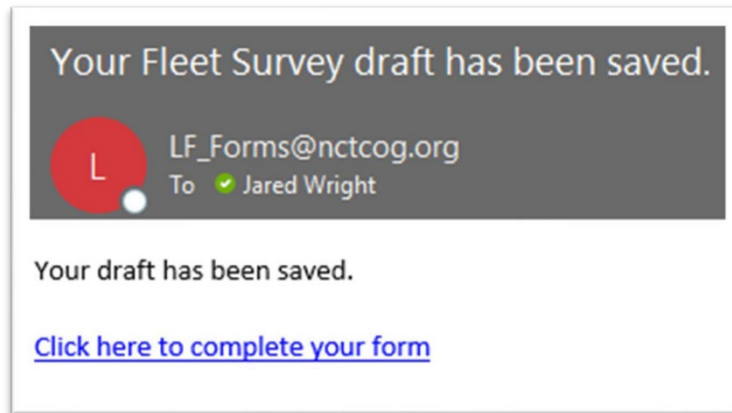 Your Fleet Survey draft has been saved.
L
LF_Forms@nctcog.org
To Jared Wright
Your draft has been saved.
Click here to complete your form